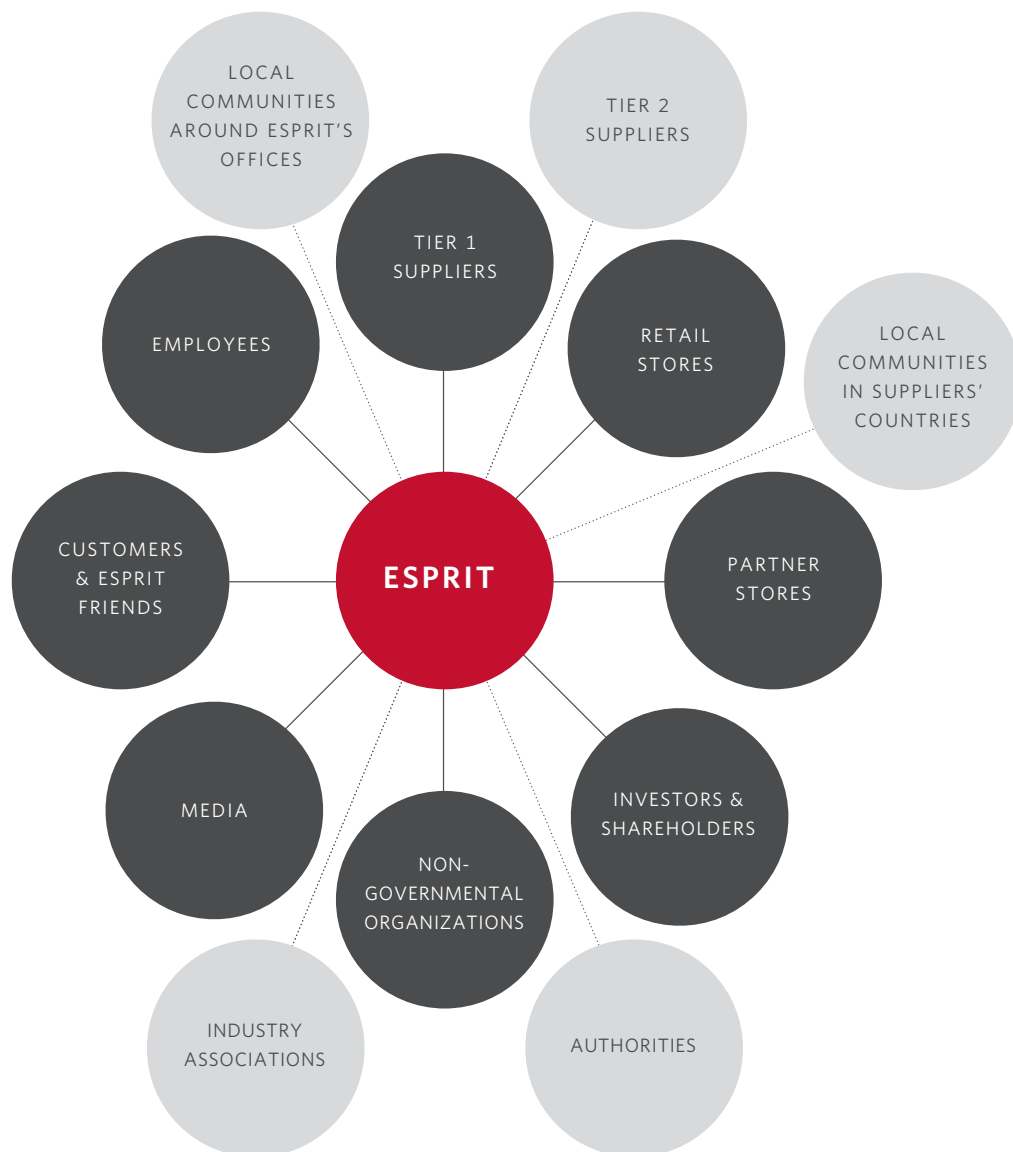 LOCAL
COMMUNITIES
AROUND ESPRIT'S
OFFICES
TIER 2
SUPPLIERS
TIER 1
SUPPLIERS
EMPLOYEES
RETAIL
STORES
LOCAL
COMMUNITIES
IN SUPPLIERS'
COUNTRIES
CUSTOMERS
& ESPRIT
FRIENDS
ESPRIT
PARTNER
STORES
MEDIA
INVESTORS &
SHAREHOLDERS
NON-
GOVERNMENTAL
ORGANIZATIONS
INDUSTRY
ASSOCIATIONS
AUTHORITIES